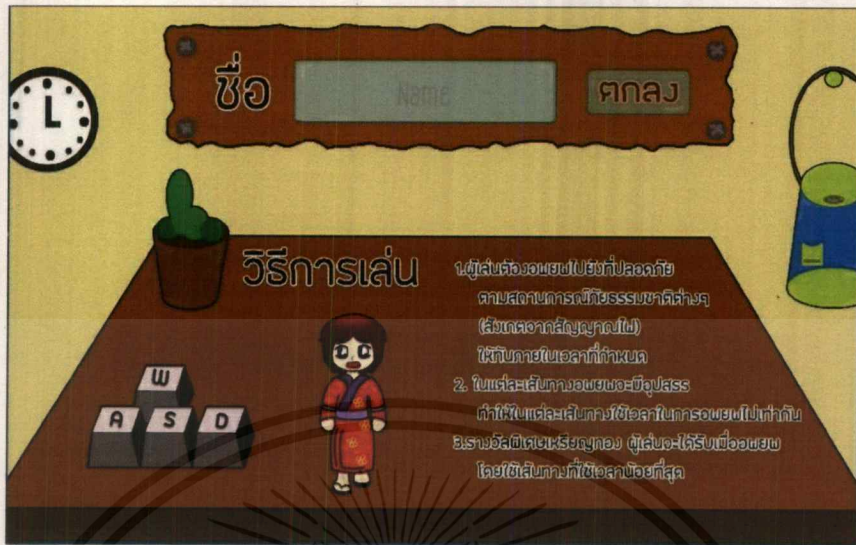 ชื่อ
Name
ตกลง
วิธีการเล่น
1.ผู้เล่นต้องอพยพไปยังที่ปลอดภัย
ตามสถานการณ์ภัยธรรมชาติต่างๆ
(สังเกตจากสัญญาณไฟ)
ให้ทันภายในเวลาที่กำหนด
2. ในแต่ละเส้นทางอพยพจะมีอุปสรร
ทำให้ในแต่ละเส้นทางใช้เวลาในการอพยพไม่เท่ากัน
3.รางวัลพิเศษเหรียญทอง ผู้เล่นจะได้รับเมื่ออพยพ
โดยใช้เส้นทางที่ใช้เวลาน้อยที่สุด
W
A S D